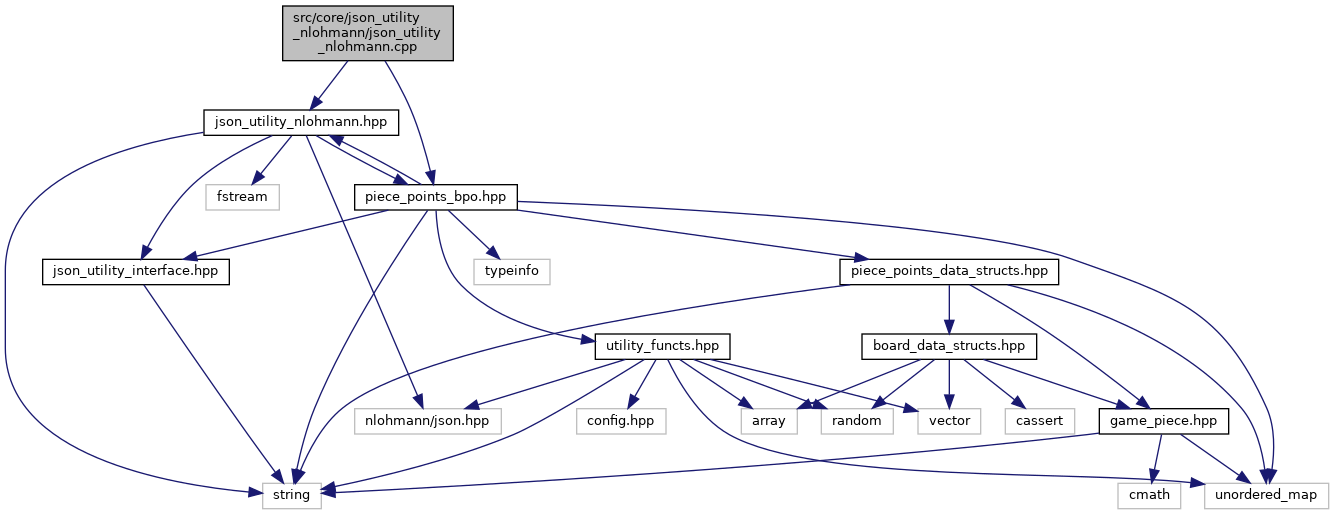 src/core/json_utility
_nlohmann/json_utility
_nlohmann.cpp
json_utility_nlohmann.hpp
fstream
piece_points_bpo.hpp
json_utility_interface.hpp
typeinfo
piece_points_data_structs.hpp
utility_functs.hpp
board_data_structs.hpp
nlohmann/json.hpp
config.hpp
array
random
vector
cassert
game_piece.hpp
string
cmath
unordered_map